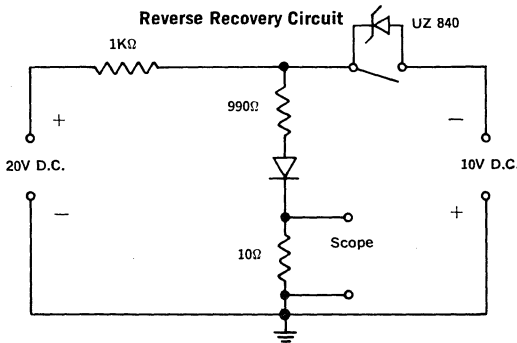 Reverse Recovery Circuit
UZ 840
1KΩ
990Ω
+
−
20V D.C.
10V D.C.
−
+
Scope
10Ω